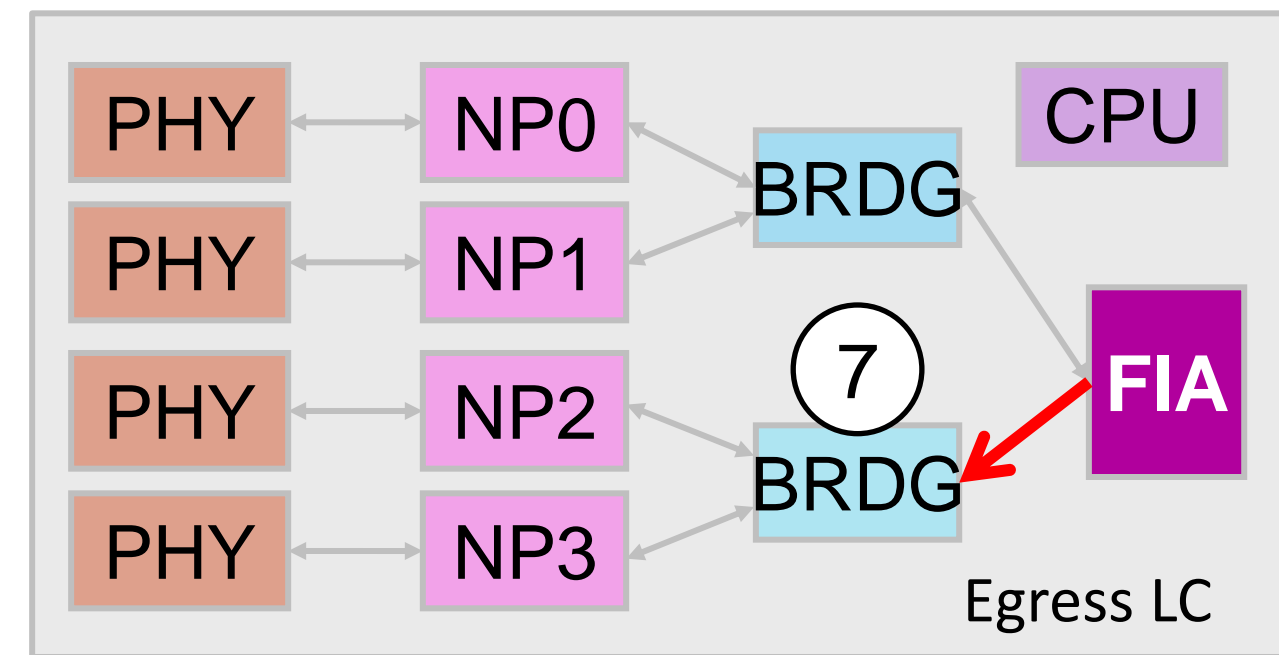 PHY
NP0
CPU
BRDG
PHY
NP1
7
FIA
PHY
NP2
BRDG
PHY
NP3
Egress LC